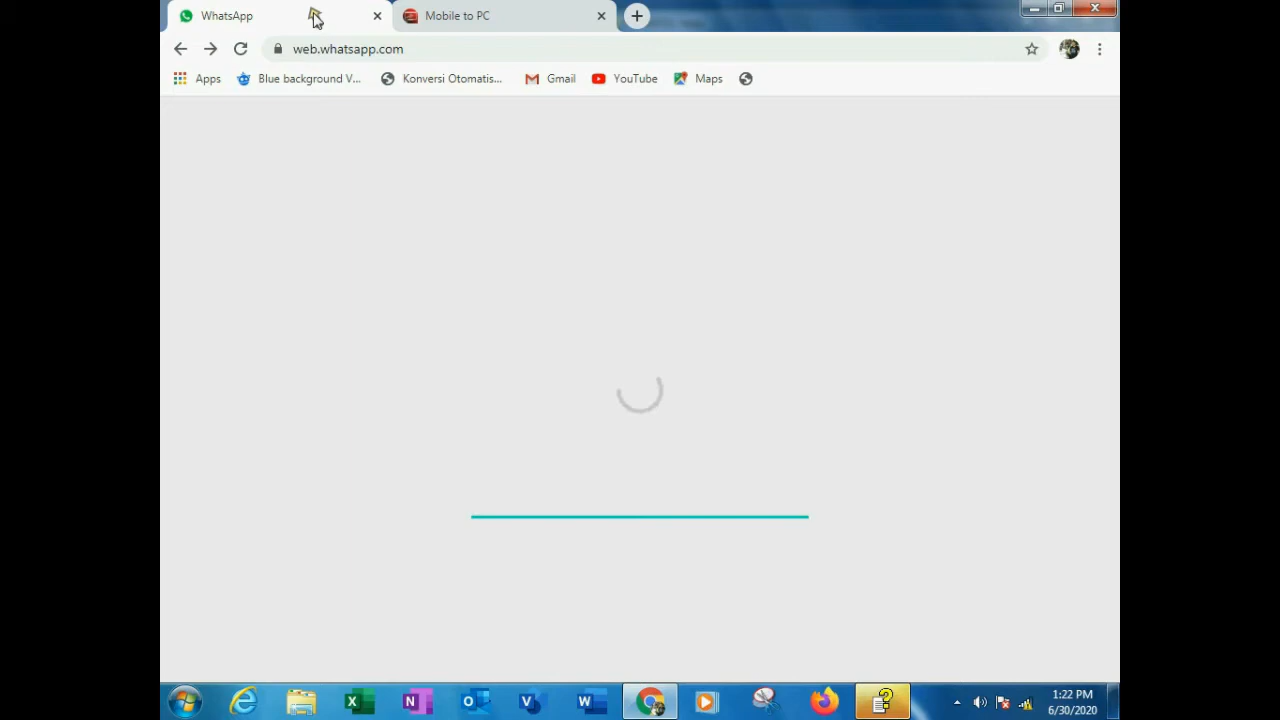 WhatsApp
Mobile to PC
web.whatsapp.com
Apps
Blue background V...
Konversi Otomatis...
Gmail
YouTube
Maps
1:22 PM
6/30/2020